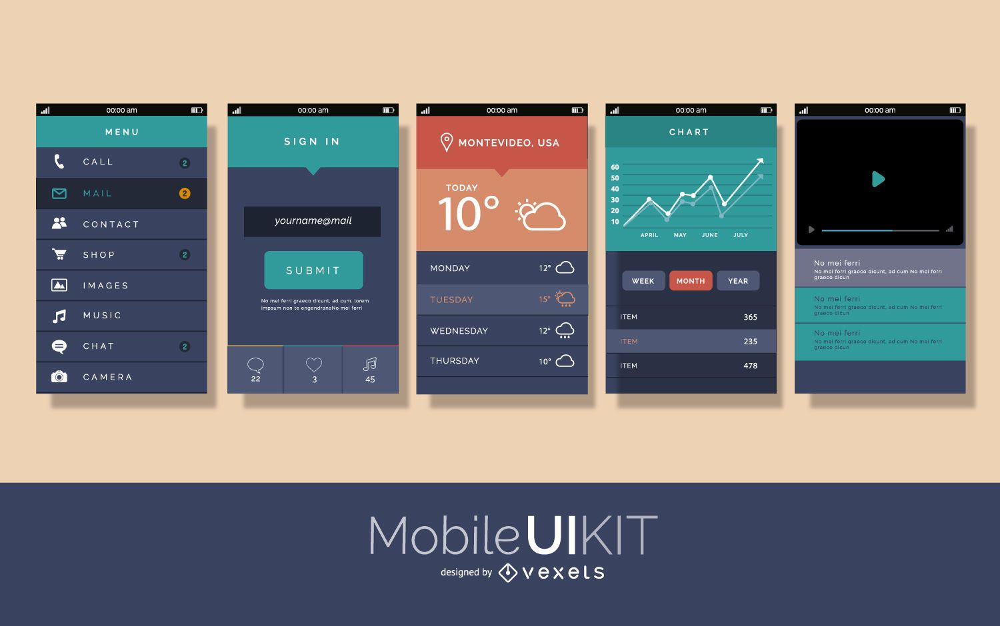 00:00 am
MENU
CALL 2
MAIL 2
CONTACT
SHOP 2
IMAGES
MUSIC
CHAT 2
CAMERA
00:00 am
SIGN IN
yourname@mail
SUBMIT
No mei ferri graeco dicunt, ad cum. lorem
impsum non te engendranaNo mei ferri
22 3 45
00:00 am
MONTEVIDEO, USA
TODAY
10°
MONDAY 12°
TUESDAY 15°
WEDNESDAY 12°
THURSDAY 10°
00:00 am
CHART
60
50
40
30
20
10
APRIL MAY JUNE JULY
WEEK MONTH YEAR
ITEM 365
ITEM 235
ITEM 478
00:00 am
No mei ferri
No mei ferri graeco dicunt, ad cum No mei ferri
graeco dicun
No mei ferri
No mei ferri graeco dicunt, ad cum No mei ferri
graeco dicun
No mei ferri
No mei ferri graeco dicunt, ad cum No mei ferri
graeco dicun
Mobile UI KIT
designed by vexels